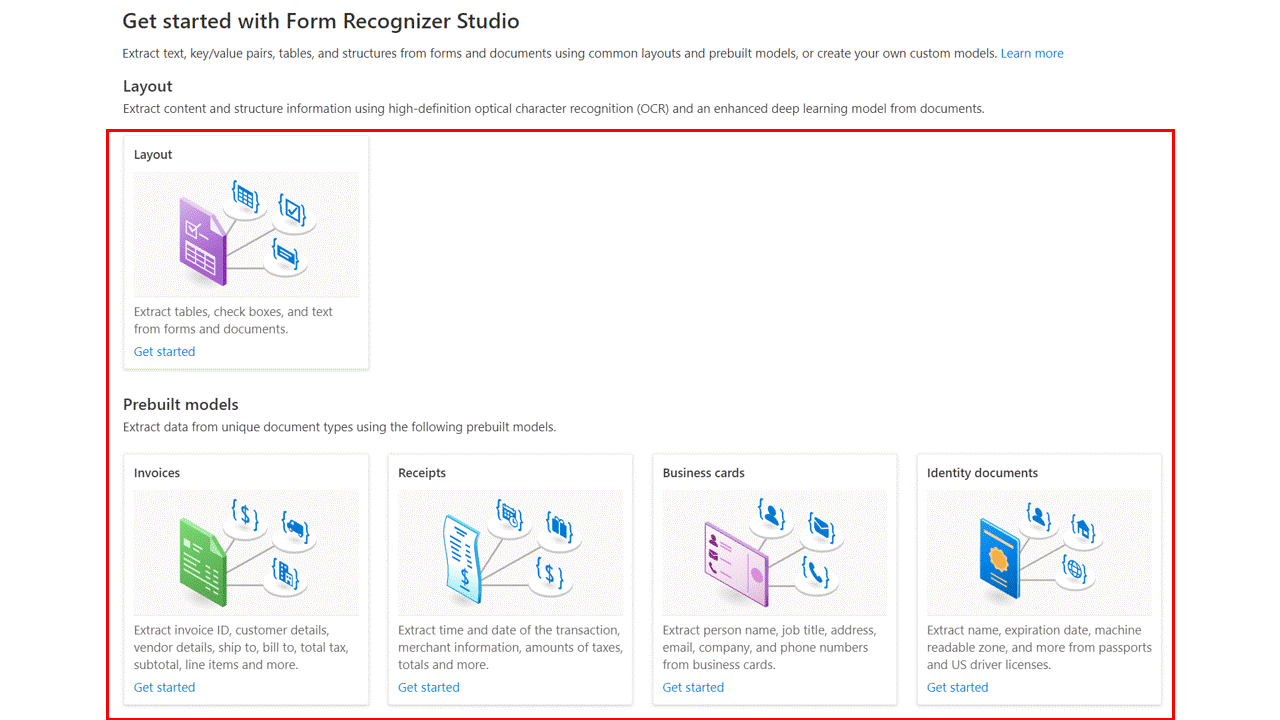 Get started with Form Recognizer Studio
Extract text, key/value pairs, tables, and structures from forms and documents using common layouts and prebuilt models, or create your own custom models. Learn more
Layout
Extract content and structure information using high-definition optical character recognition (OCR) and an enhanced deep learning model from documents.
Layout
Extract tables, check boxes, and text
from forms and documents.
Get started
Prebuilt models
Extract data from unique document types using the following prebuilt models.
Invoices
Extract invoice ID, customer details,
vendor details, ship to, bill to, total tax,
subtotal, line items and more.
Get started
Receipts
Extract time and date of the transaction,
merchant information, amounts of taxes,
totals and more.
Get started
Business cards
Extract person name, job title, address,
email, company, and phone numbers
from business cards.
Get started
Identity documents
Extract name, expiration date, machine
readable zone, and more from passports
and US driver licenses.
Get started